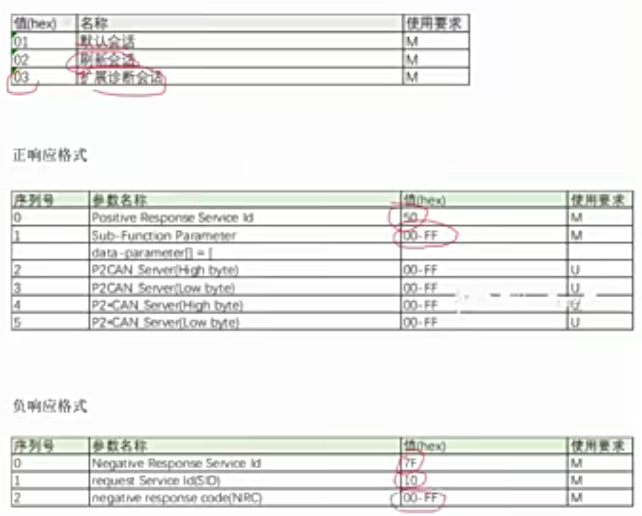 值(hex) 名称 使用要求
01 默认会话 M
02 刷新会话 M
03 扩展诊断会话 M
正响应格式
序列号 参数名称 值(hex) 使用要求
0 Positive Response Service Id 50 M
1 Sub-Function Parameter 00-FF M
data-parameter[] = [
2 P2CAN_Server(High byte) 00-FF U
3 P2CAN_Server(Low byte) 00-FF U
4 P2*CAN_Server(High byte) 00-FF U
5 P2*CAN_Server(Low byte) 00-FF U
负响应格式
序列号 参数名称 值(hex) 使用要求
0 Negative Response Service Id 7F M
1 request Service Id(SID) 10 M
2 negative response code(NRC) 00-FF M